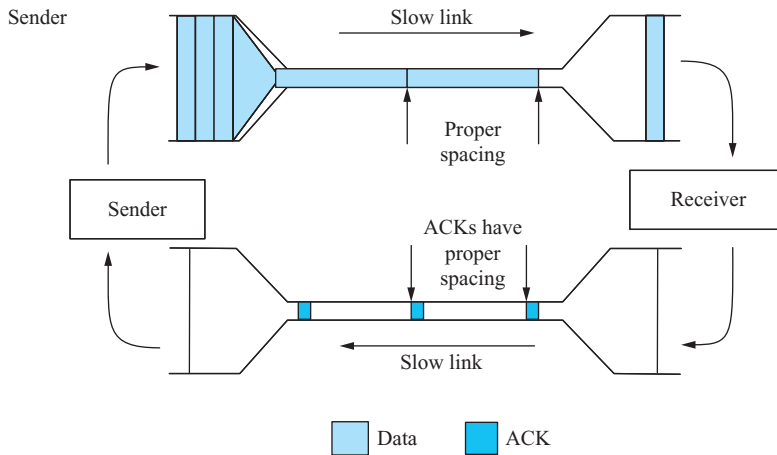 Sender
Slow link
Proper
spacing
Sender
Receiver
ACKs have
proper
spacing
Slow link
Data
ACK